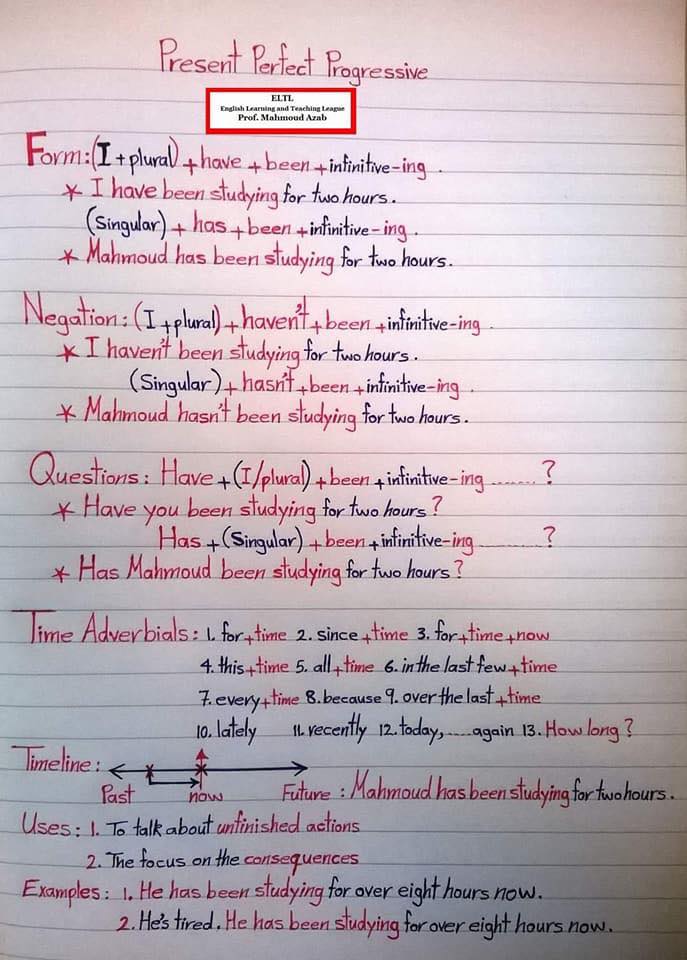 Present Perfect Progressive
ELTL
English Learning and Teaching League
Prof. Mahmoud Azab
Form: (I + plural) + have + been + infinitive-ing.
* I have been studying for two hours.
(Singular) + has + been + infinitive - ing.
* Mahmoud has been studying for two hours.
Negation: (I + plural) + haven't + been + infinitive-ing.
* I haven't been studying for two hours.
(Singular) + hasn't + been + infinitive-ing.
* Mahmoud hasn't been studying for two hours.
Questions: Have + (I/plural) + been + infinitive-ing ........?
* Have you been studying for two hours?
Has + (Singular) + been + infinitive-ing ..........?
* Has Mahmoud been studying for two hours?
Time Adverbials: 1. for + time 2. since + time 3. for + time + now
4. this + time 5. all + time 6. in the last few + time
7. every + time 8. because 9. over the last + time
10. lately 11. recently 12. today, .....again 13. How long?
Timeline:
Past now Future : Mahmoud has been studying for two hours.
Uses: 1. To talk about unfinished actions
2. The focus on the consequences
Examples: 1. He has been studying for over eight hours now.
2. He's tired. He has been studying for over eight hours now.